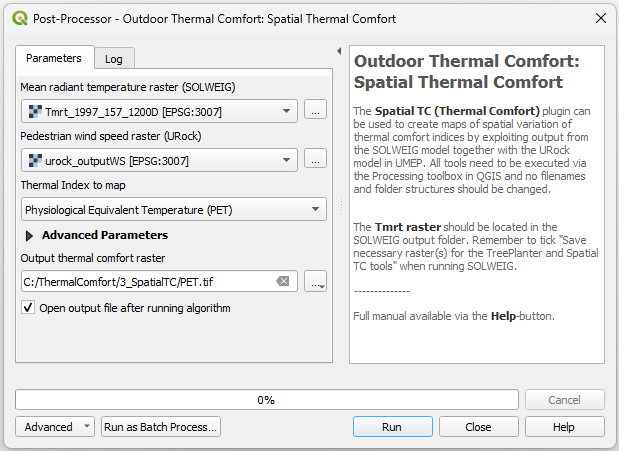 Post-Processor - Outdoor Thermal Comfort: Spatial Thermal Comfort
Parameters
Log
Mean radiant temperature raster (SOLWEIG)
Tmrt_1997_157_1200D [EPSG:3007]
...
Pedestrian wind speed raster (URock)
urock_outputWS [EPSG:3007]
...
Thermal Index to map
Physiological Equivalent Temperature (PET)
Advanced Parameters
Output thermal comfort raster
C:/ThermalComfort/3_SpatialTC/PET.tif
...
Open output file after running algorithm
Outdoor Thermal Comfort:
Spatial Thermal Comfort
The Spatial TC (Thermal Comfort) plugin can
be used to create maps of spatial variation of
thermal comfort indices by exploiting output from
the SOLWEIG model together with the URock
model in UMEP. All tools need to be executed via
the Processing toolbox in QGIS and no filenames
and folder structures should be changed.
The Tmrt raster should be located in the
SOLWEIG output folder. Remember to tick "Save
necessary raster(s) for the TreePlanter and Spatial
TC tools" when running SOLWEIG.
--------------
Full manual available via the Help-button.
0%
Cancel
Advanced
Run as Batch Process...
Run
Close
Help